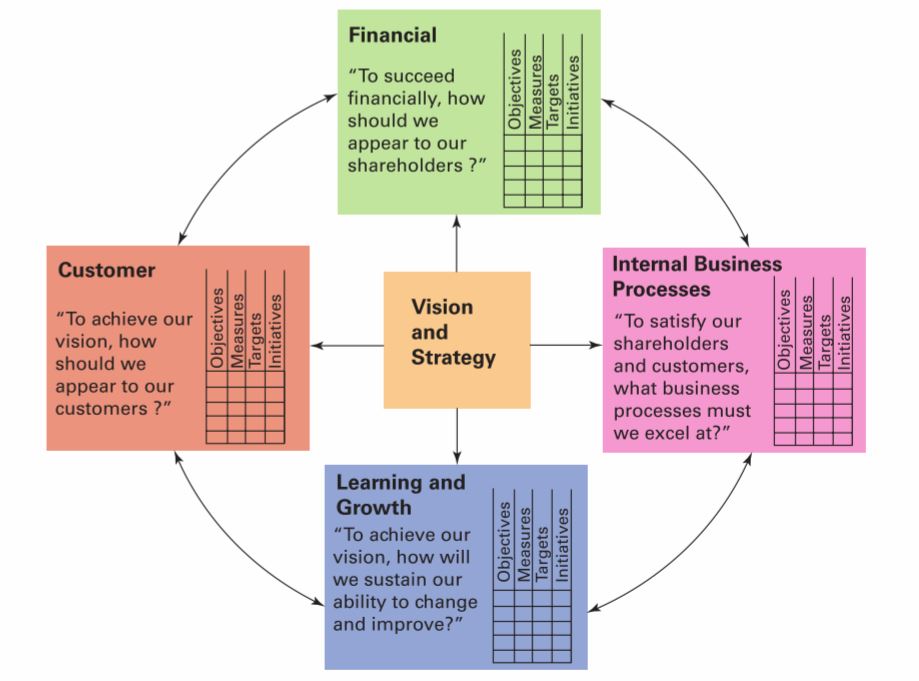 Financial
“To succeed
financially, how
should we
appear to our
shareholders ?”
Objectives
Measures
Targets
Initiatives
Customer
“To achieve our
vision, how
should we
appear to our
customers ?”
Objectives
Measures
Targets
Initiatives
Vision
and
Strategy
Internal Business
Processes
“To satisfy our
shareholders
and customers,
what business
processes must
we excel at?”
Objectives
Measures
Targets
Initiatives
Learning and
Growth
“To achieve our
vision, how will
we sustain our
ability to change
and improve?”
Objectives
Measures
Targets
Initiatives